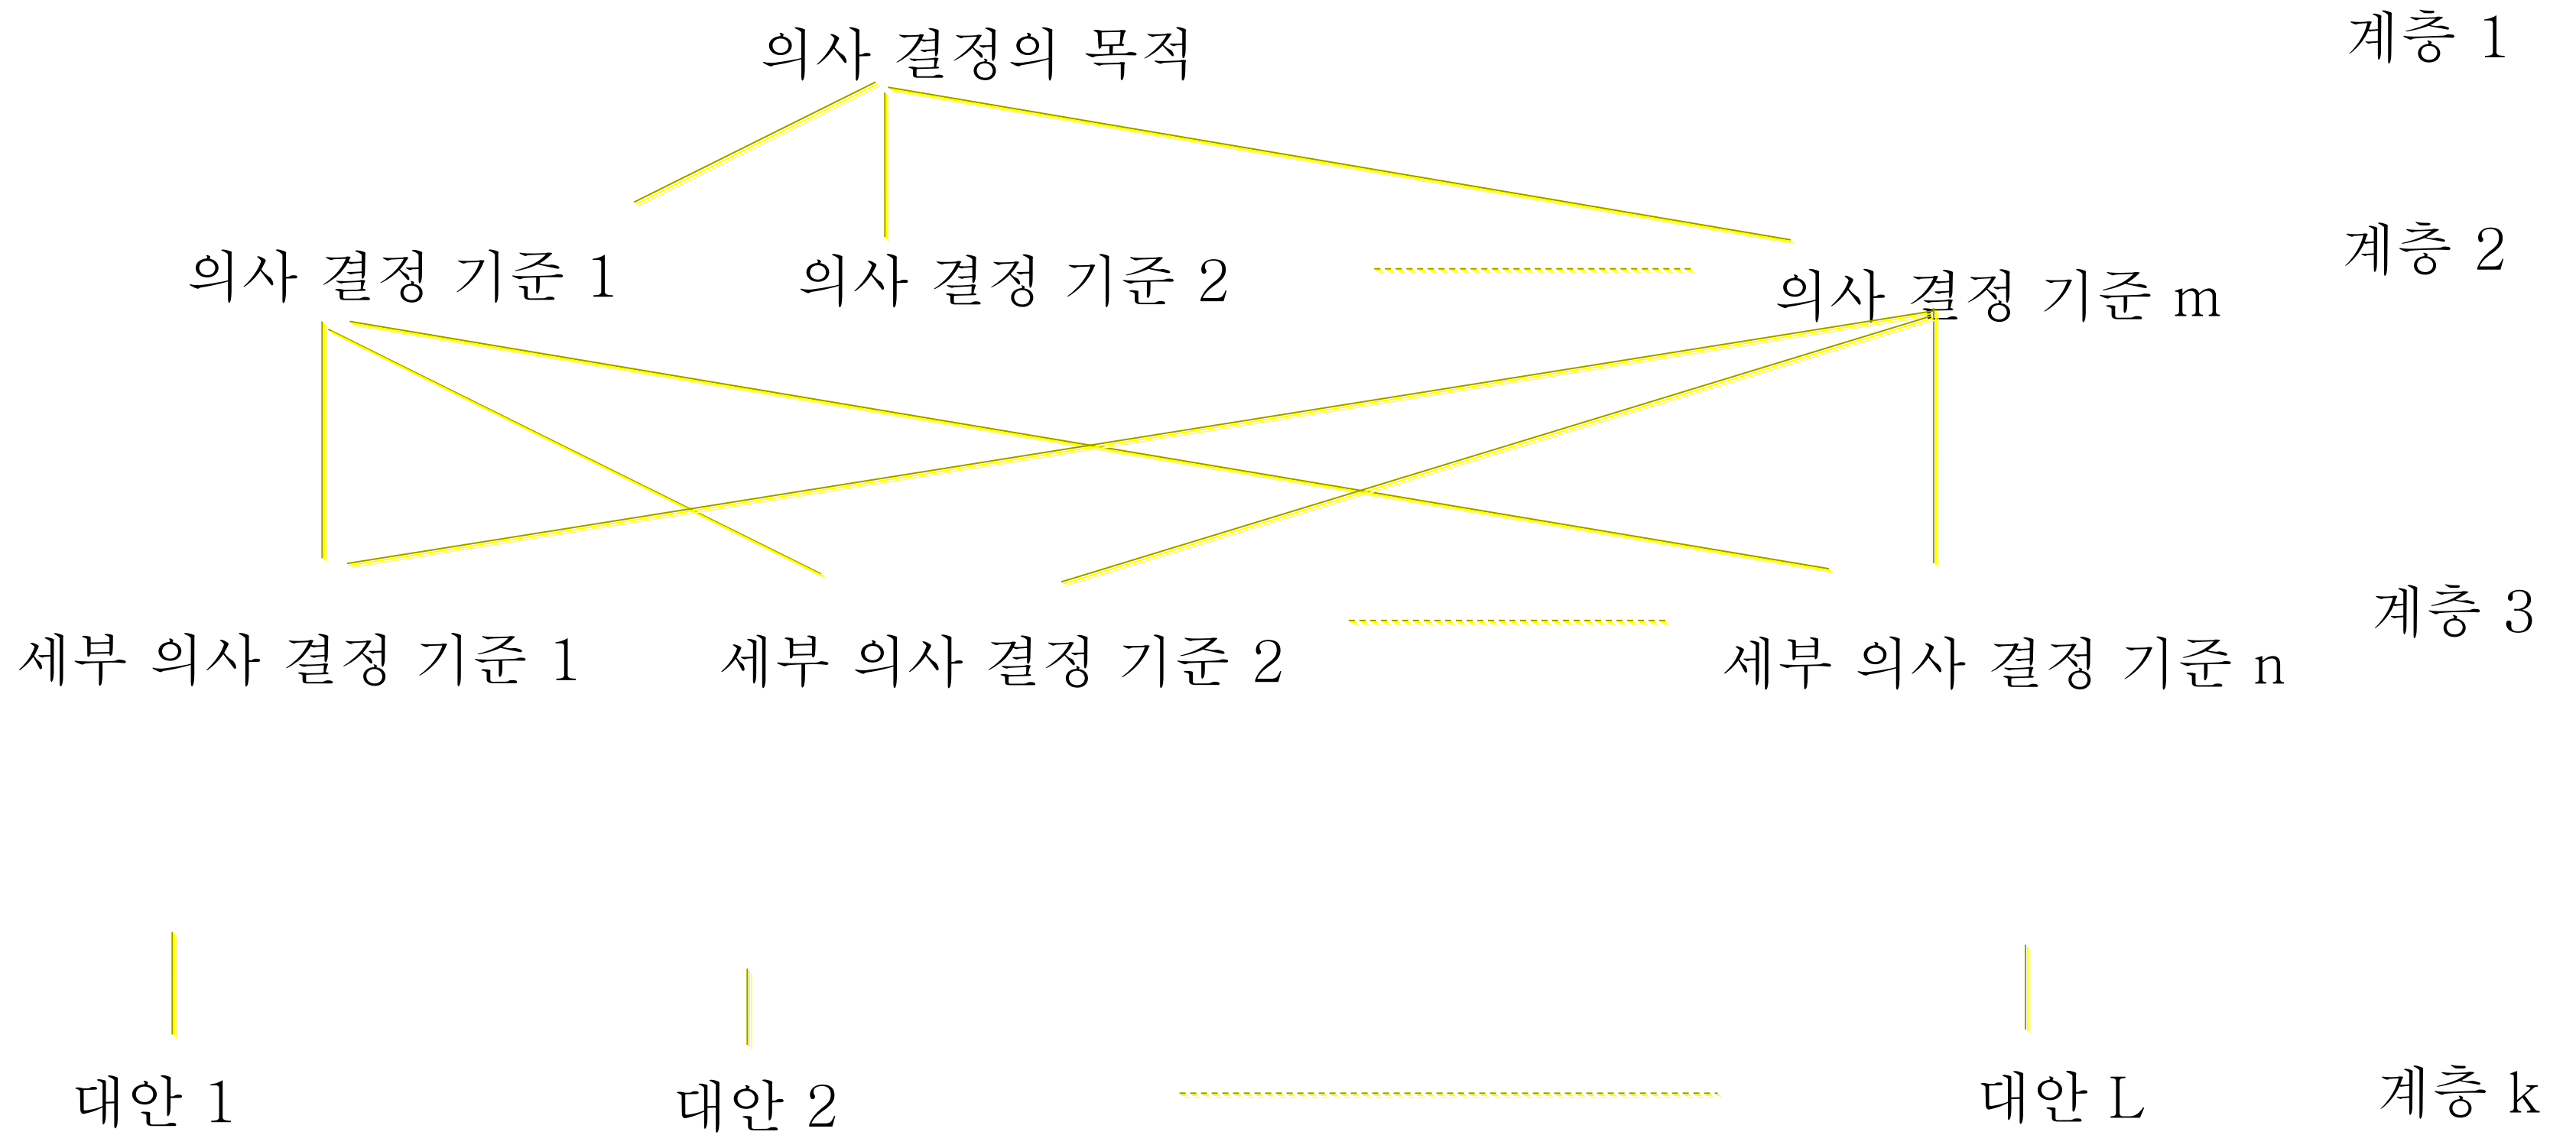 의사 결정의 목적
계층 1
의사 결정 기준 1
의사 결정 기준 2
의사 결정 기준 m
계층 2
세부 의사 결정 기준 1
세부 의사 결정 기준 2
세부 의사 결정 기준 n
계층 3
대안 1
대안 2
대안 L
계층 k